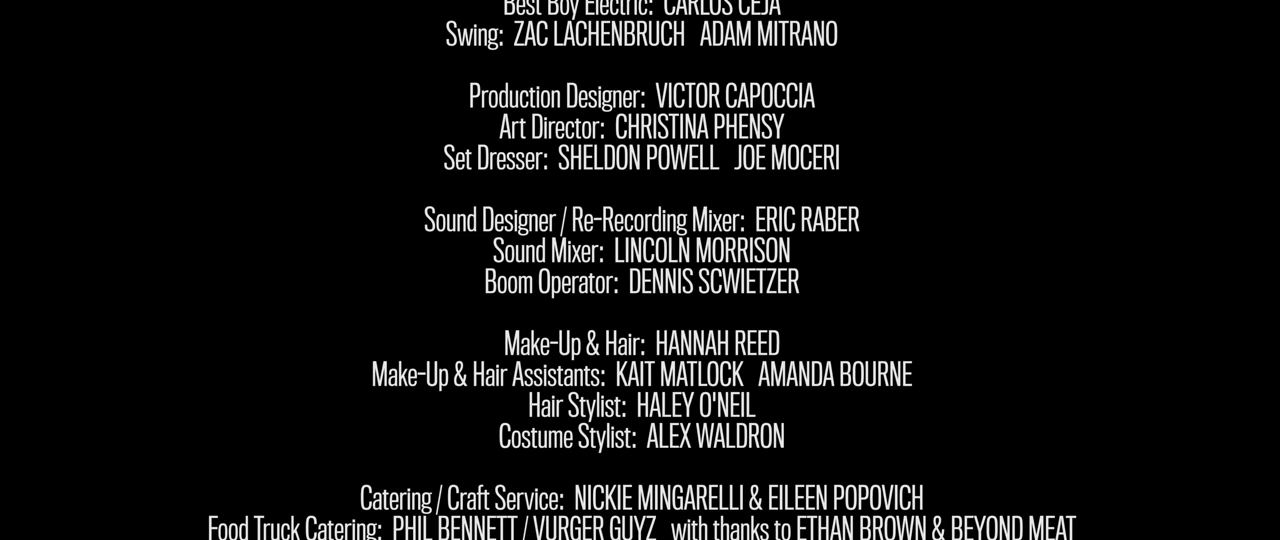 Best Boy Electric: CARLOS CEJA
Swing: ZAC LACHENBRUCH ADAM MITRANO
Production Designer: VICTOR CAPOCCIA
Art Director: CHRISTINA PHENSY
Set Dresser: SHELDON POWELL JOE MOCERI
Sound Designer / Re-Recording Mixer: ERIC RABER
Sound Mixer: LINCOLN MORRISON
Boom Operator: DENNIS SCWIETZER
Make-Up & Hair: HANNAH REED
Make-Up & Hair Assistants: KAIT MATLOCK AMANDA BOURNE
Hair Stylist: HALEY O'NEIL
Costume Stylist: ALEX WALDRON
Catering / Craft Service: NICKIE MINGARELLI & EILEEN POPOVICH
Food Truck Catering: PHIL BENNETT / VURGER GUYZ with thanks to ETHAN BROWN & BEYOND MEAT